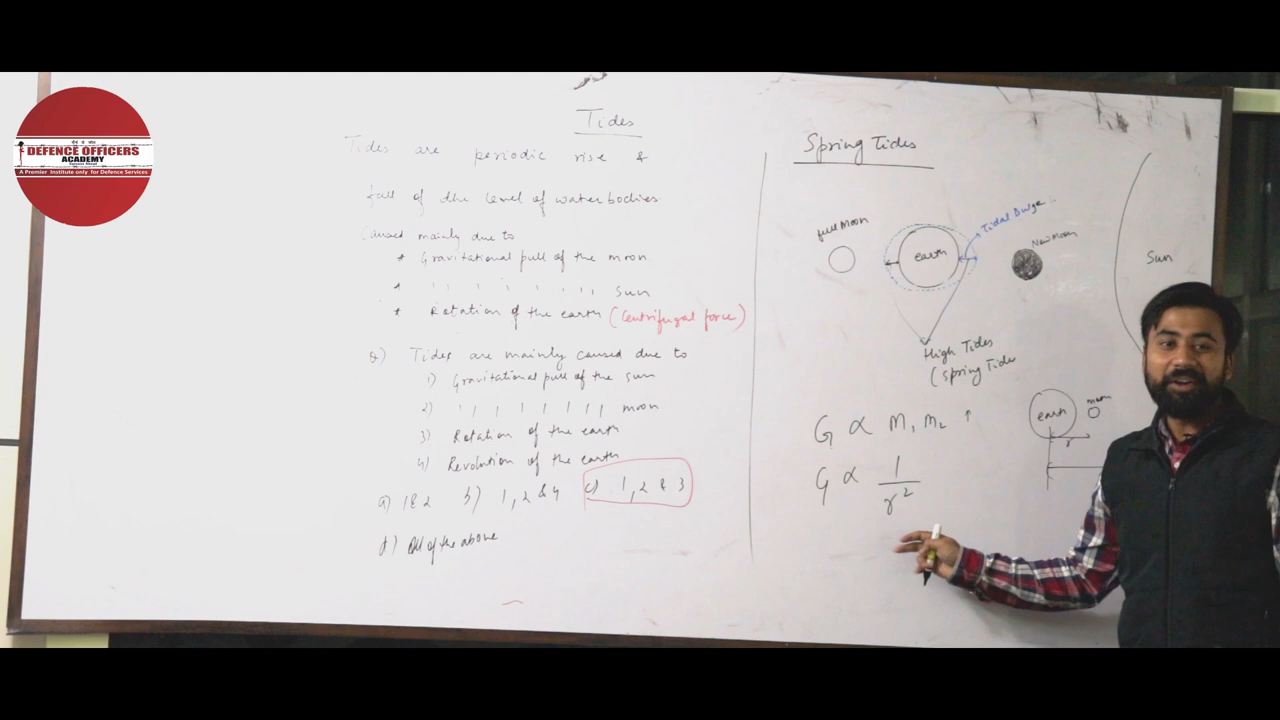 DEFENCE OFFICERS
ACADEMY
A Premier Institute only for Defence Services
Tides
Tides are periodic rise &
fall of the level of water bodies.
Caused mainly due to
* Gravitational pull of the moon
* " " " " " " " sun
* Rotation of the earth (Centrifugal force)
Q) Tides are mainly caused due to
1) Gravitational pull of the sun
2) " " " " " " " moon
3) Rotation of the earth
4) Revolution of the earth
a) 1&2 b) 1, 2 & 4 c) 1, 2 & 3
d) All of the above
Spring Tides
full Moon
earth
Tidal Bulge
New Moon
Sun
High Tides
(Spring Tides
G ∝ M1 M2 ↑
G ∝ 1/r²
earth
moon
r